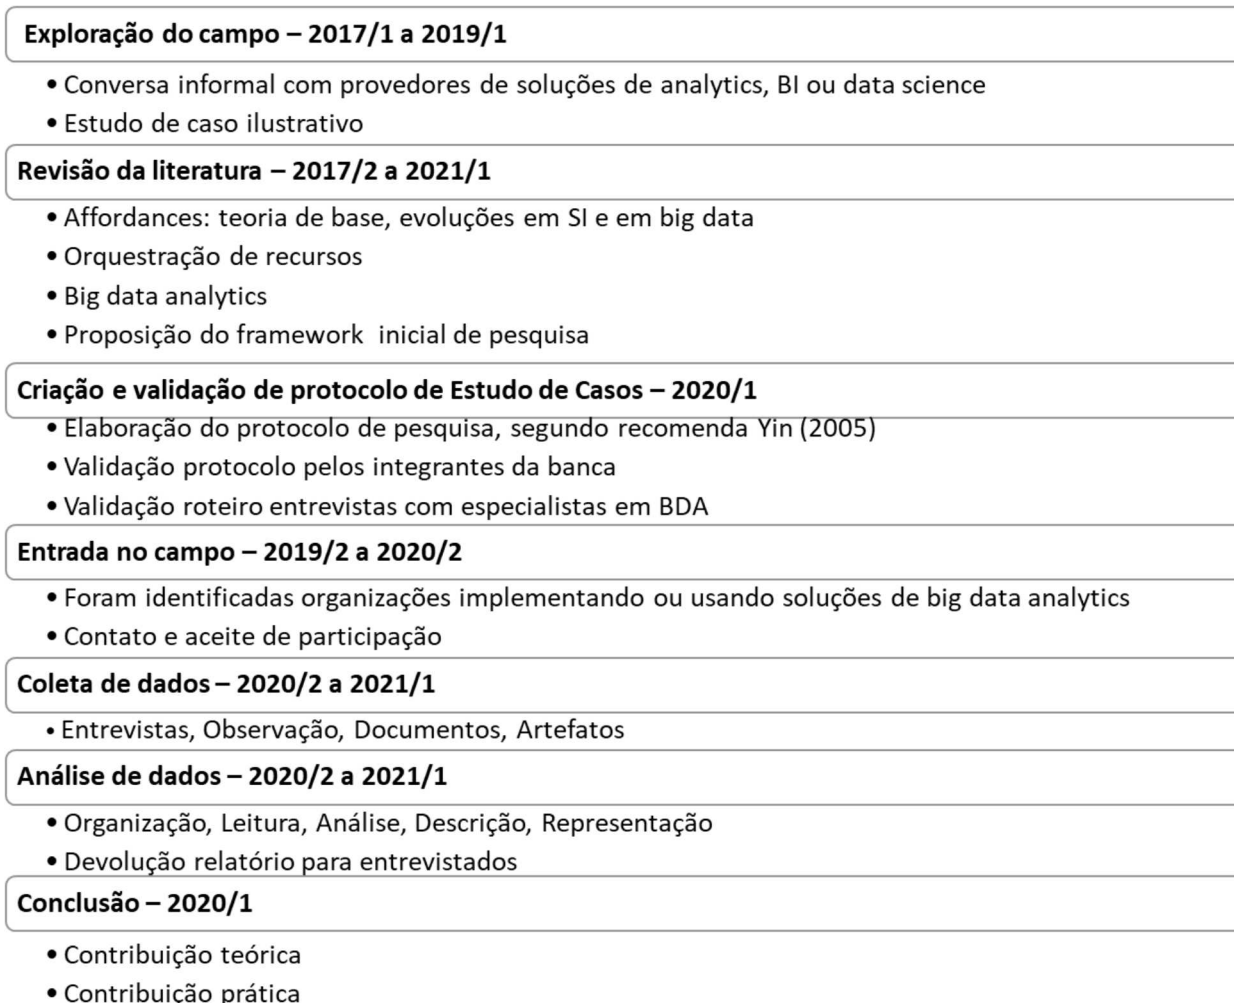 Exploração do campo – 2017/1 a 2019/1
• Conversa informal com provedores de soluções de analytics, BI ou data science
• Estudo de caso ilustrativo
Revisão da literatura – 2017/2 a 2021/1
• Affordances: teoria de base, evoluções em SI e em big data
• Orquestração de recursos
• Big data analytics
• Proposição do framework inicial de pesquisa
Criação e validação de protocolo de Estudo de Casos – 2020/1
• Elaboração do protocolo de pesquisa, segundo recomenda Yin (2005)
• Validação protocolo pelos integrantes da banca
• Validação roteiro entrevistas com especialistas em BDA
Entrada no campo – 2019/2 a 2020/2
• Foram identificadas organizações implementando ou usando soluções de big data analytics
• Contato e aceite de participação
Coleta de dados – 2020/2 a 2021/1
• Entrevistas, Observação, Documentos, Artefatos
Análise de dados – 2020/2 a 2021/1
• Organização, Leitura, Análise, Descrição, Representação
• Devolução relatório para entrevistados
Conclusão – 2020/1
• Contribuição teórica
• Contribuição prática